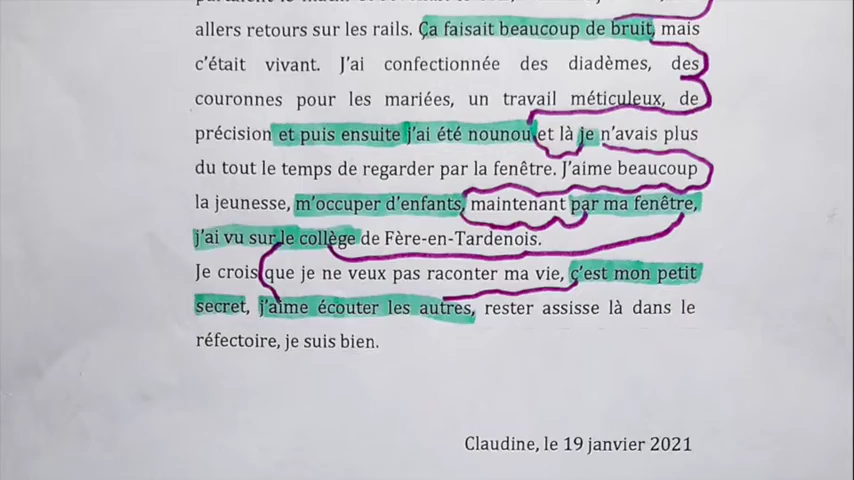 allers retours sur les rails. Ça faisait beaucoup de bruit, mais
c'était vivant. J'ai confectionnée des diadèmes, des
couronnes pour les mariées, un travail méticuleux, de
précision et puis ensuite j'ai été nounou et là je n'avais plus
du tout le temps de regarder par la fenêtre. J'aime beaucoup
la jeunesse, m'occuper d'enfants, maintenant par ma fenêtre,
j'ai vu sur le collège de Fère-en-Tardenois.
Je crois que je ne veux pas raconter ma vie, ç'est mon petit
secret, j'aime écouter les autres, rester assisse là dans le
réfectoire, je suis bien.
Claudine, le 19 janvier 2021